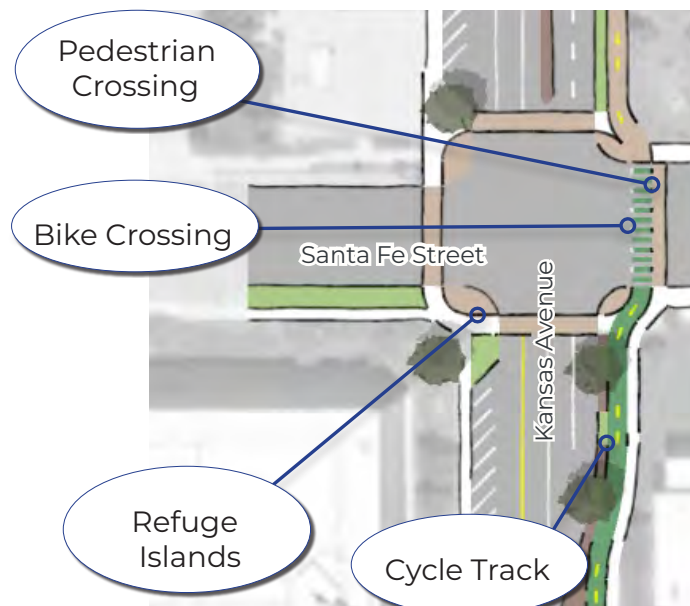 Pedestrian
Crossing
Bike Crossing
Santa Fe Street
Kansas Avenue
Refuge
Islands
Cycle Track